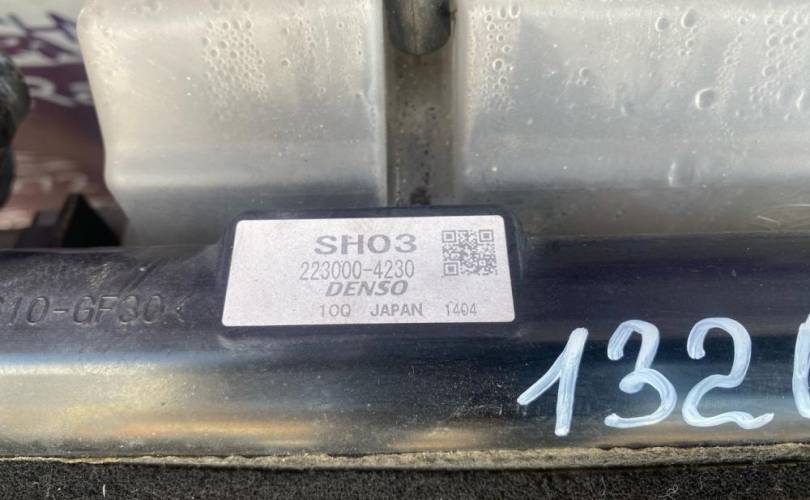 SH03
223000-4230
DENSO
10Q JAPAN 1404
10-GF30
132